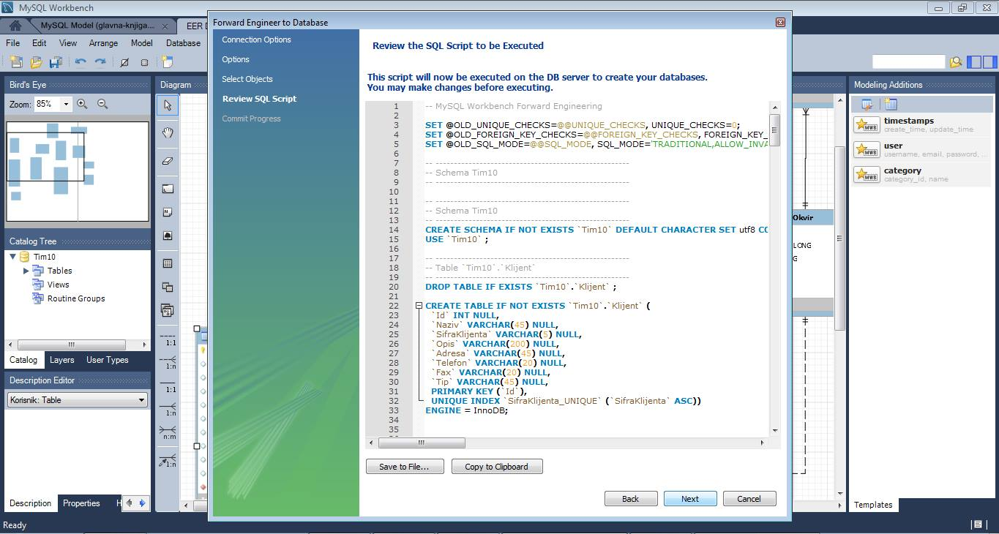 MySQL Workbench
MySQL Model (glavna-knjiga....
EER
File Edit View Arrange Model Database
Bird's Eye
Zoom: 85%
Catalog Tree
Tim10
Tables
Views
Routine Groups
Catalog Layers User Types
Description Editor
Korisnik: Table
Description Properties H
Ready
Diagram
1:1
1:n
1:1
1:n
n:m
1:n
Forward Engineer to Database
Connection Options
Options
Select Objects
Review SQL Script
Commit Progress
Review the SQL Script to be Executed
This script will now be executed on the DB server to create your databases.
You may make changes before executing.
1 -- MySQL Workbench Forward Engineering
2
3 SET @OLD_UNIQUE_CHECKS=@@UNIQUE_CHECKS, UNIQUE_CHECKS=0;
4 SET @OLD_FOREIGN_KEY_CHECKS=@@FOREIGN_KEY_CHECKS, FOREIGN_KEY_
5 SET @OLD_SQL_MODE=@@SQL_MODE, SQL_MODE='TRADITIONAL,ALLOW_INVA
6
7 -- -----------------------------------------------------
8 -- Schema Tim10
9 -- -----------------------------------------------------
10
11 -- -----------------------------------------------------
12 -- Schema Tim10
13 -- -----------------------------------------------------
14 CREATE SCHEMA IF NOT EXISTS `Tim10` DEFAULT CHARACTER SET utf8 CO
15 USE `Tim10` ;
16
17 -- -----------------------------------------------------
18 -- Table `Tim10`.`Klijent`
19 -- -----------------------------------------------------
20 DROP TABLE IF EXISTS `Tim10`.`Klijent` ;
21
22 CREATE TABLE IF NOT EXISTS `Tim10`.`Klijent` (
23 `Id` INT NULL,
24 `Naziv` VARCHAR(45) NULL,
25 `SifraKlijenta` VARCHAR(5) NULL,
26 `Opis` VARCHAR(200) NULL,
27 `Adresa` VARCHAR(45) NULL,
28 `Telefon` VARCHAR(20) NULL,
29 `Fax` VARCHAR(20) NULL,
30 `Tip` VARCHAR(45) NULL,
31 PRIMARY KEY (`Id`),
32 UNIQUE INDEX `SifraKlijenta_UNIQUE` (`SifraKlijenta` ASC))
33 ENGINE = InnoDB;
34
35
Save to File... Copy to Clipboard
Back Next Cancel
Okvir
LONG
G
Modeling Additions
timestamps
create_time, update_time
user
username, email, password, ...
category
category_id, name
MWB
MWB
MWB
Templates